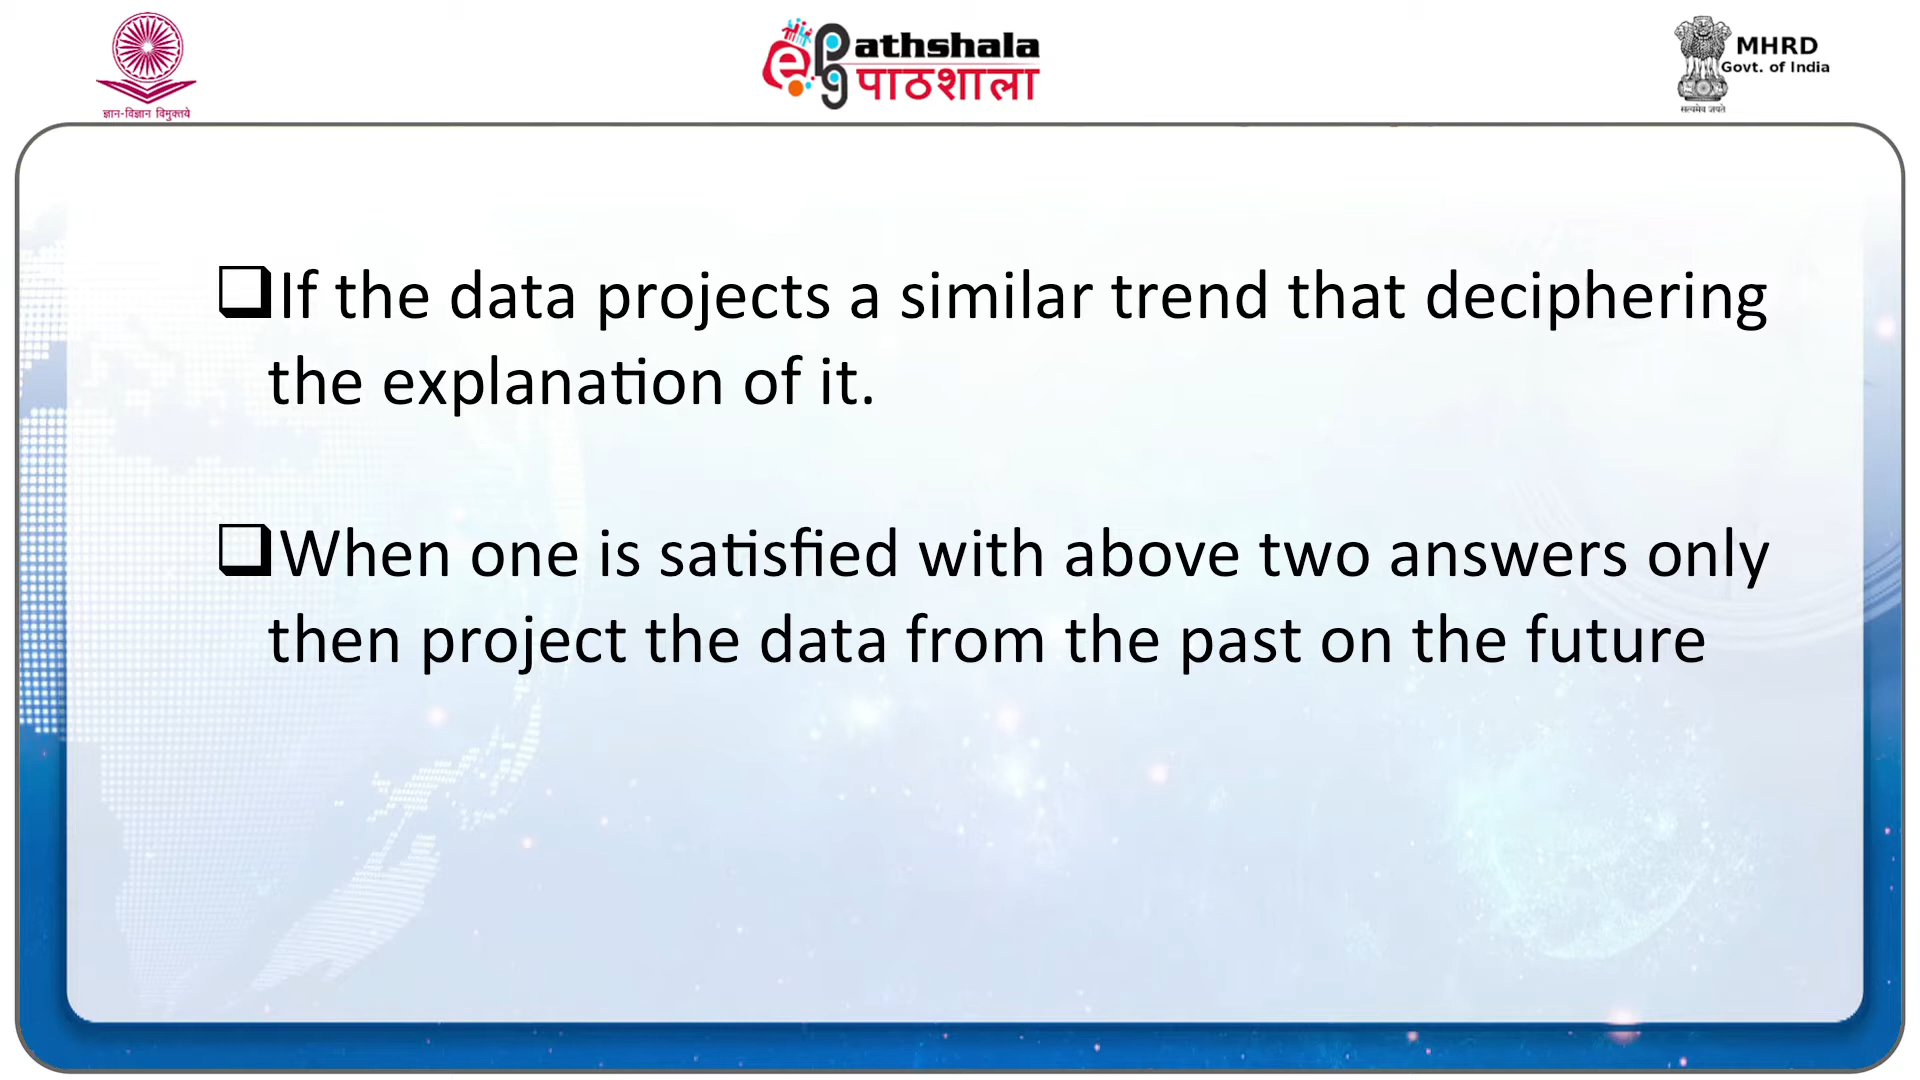 ज्ञान-विज्ञान विमुक्तये
ePG athshala
पाठशाला
MHRD
Govt. of India
सत्यमेव जयते
If the data projects a similar trend that deciphering
the explanation of it.
When one is satisfied with above two answers only
then project the data from the past on the future